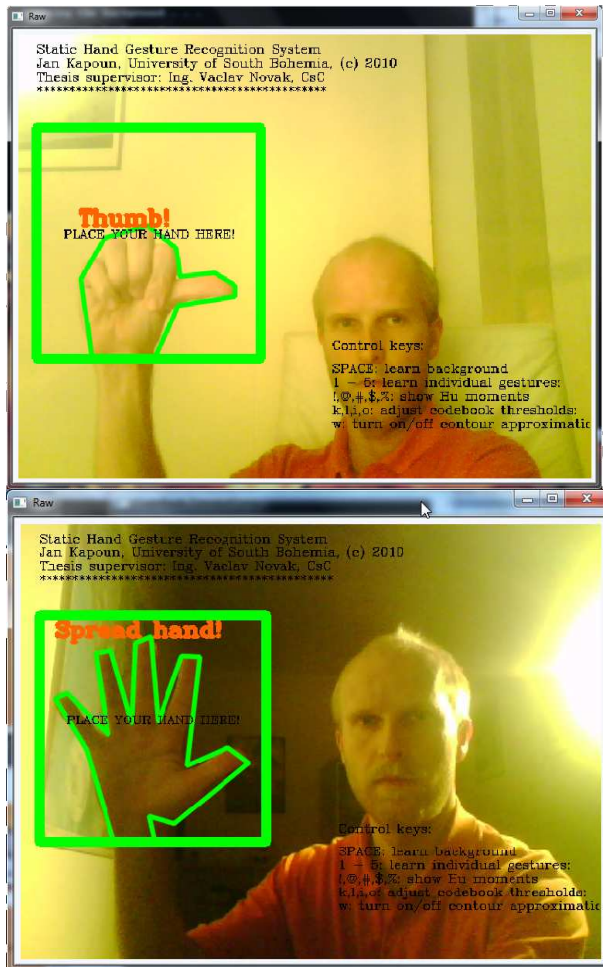 Raw
Static Hand Gesture Recognition System
Jan Kapoun, University of South Bohemia, (c) 2010
Thesis supervisor: Ing. Vaclav Novak, CsC
********************************************
Thumb!
PLACE YOUR HAND HERE!
Control keys:
SPACE: learn background
1 - 5: learn individual gestures:
!,@,#,$,%: show Hu moments
k,l,i,o: adjust codebook thresholds:
w: turn on/off contour approximatio
Raw
Static Hand Gesture Recognition System
Jan Kapoun, University of South Bohemia, (c) 2010
Thesis supervisor: Ing. Vaclav Novak, CsC
********************************************
Spread hand!
PLACE YOUR HAND HERE!
Control keys:
SPACE: learn background
1 - 5: learn individual gestures:
!,@,#,$,%: show Hu moments
k,l,i,o: adjust codebook thresholds:
w: turn on/off contour approximatio